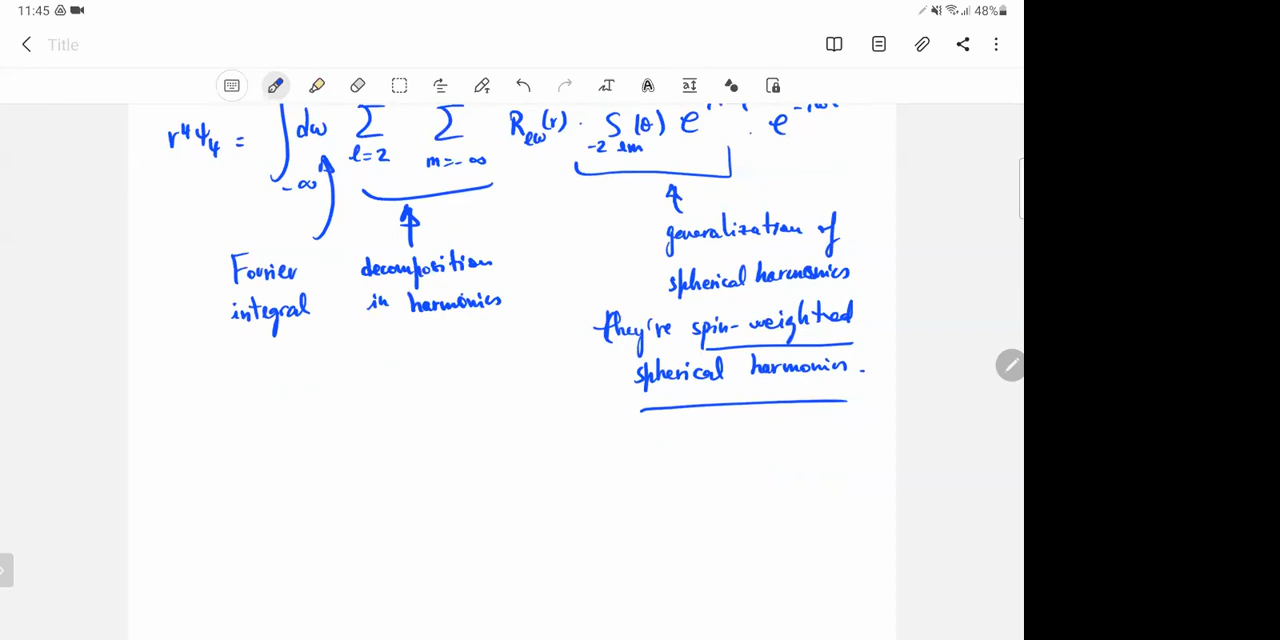 11:45
48%
Title
r⁴Ψ₄ = ∫ dω Σ Σ R_{lω}(r) · S(θ) e · e
-∞ l=2 m=-∞ -2 lm
generalization of
Fourier decomposition spherical harmonics
integral in harmonics
they're spin-weighted
spherical harmonics.